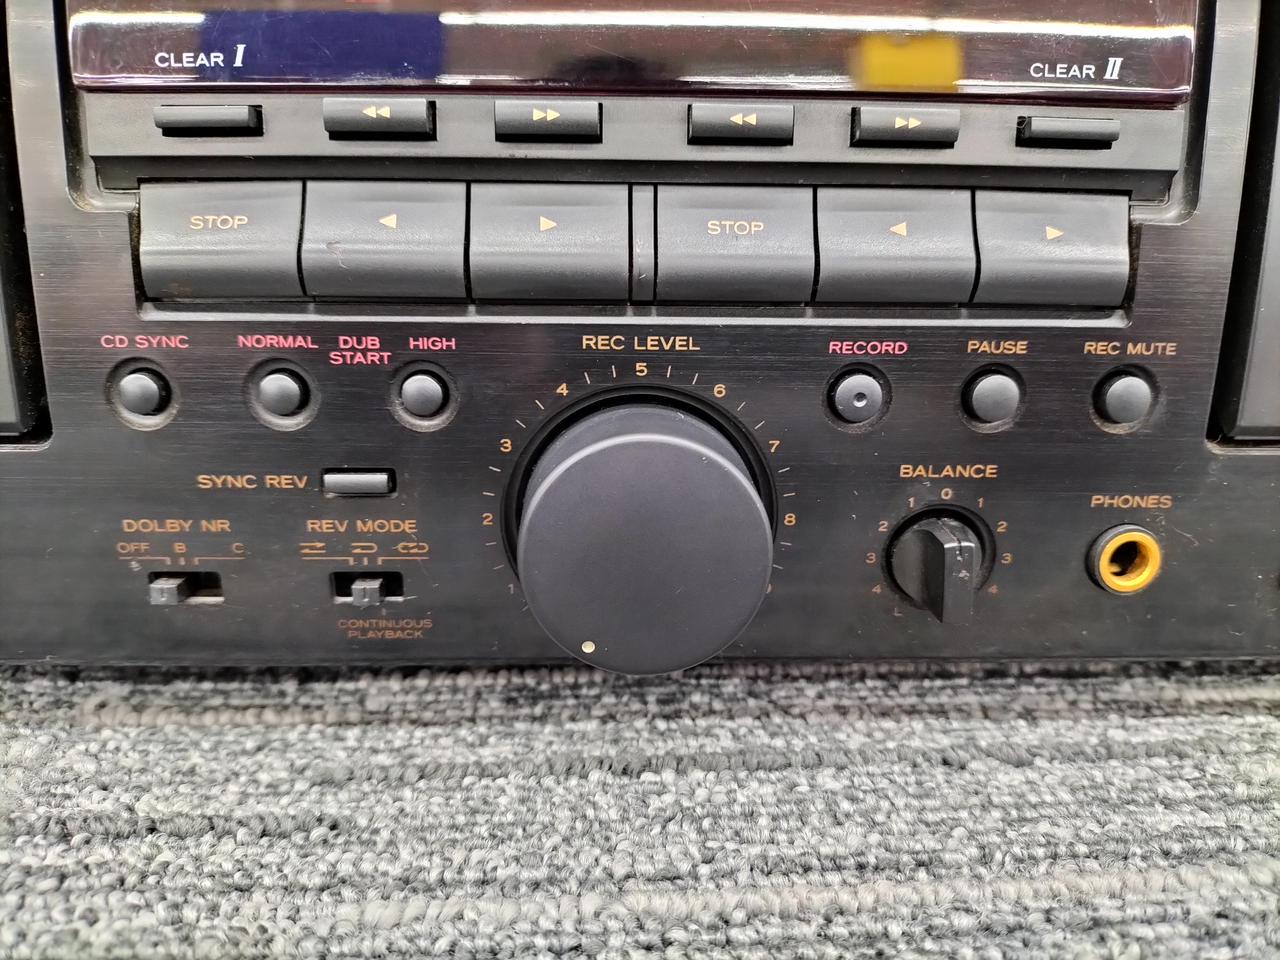 CLEAR I
CLEAR II
STOP
STOP
CD SYNC
NORMAL
DUB
START
HIGH
REC LEVEL
RECORD
PAUSE
REC MUTE
1
2
3
4
5
6
7
8
SYNC REV
BALANCE
4
3
2
1
0
1
2
3
4
L
PHONES
DOLBY NR
OFF B C
REV MODE
CONTINUOUS
PLAYBACK